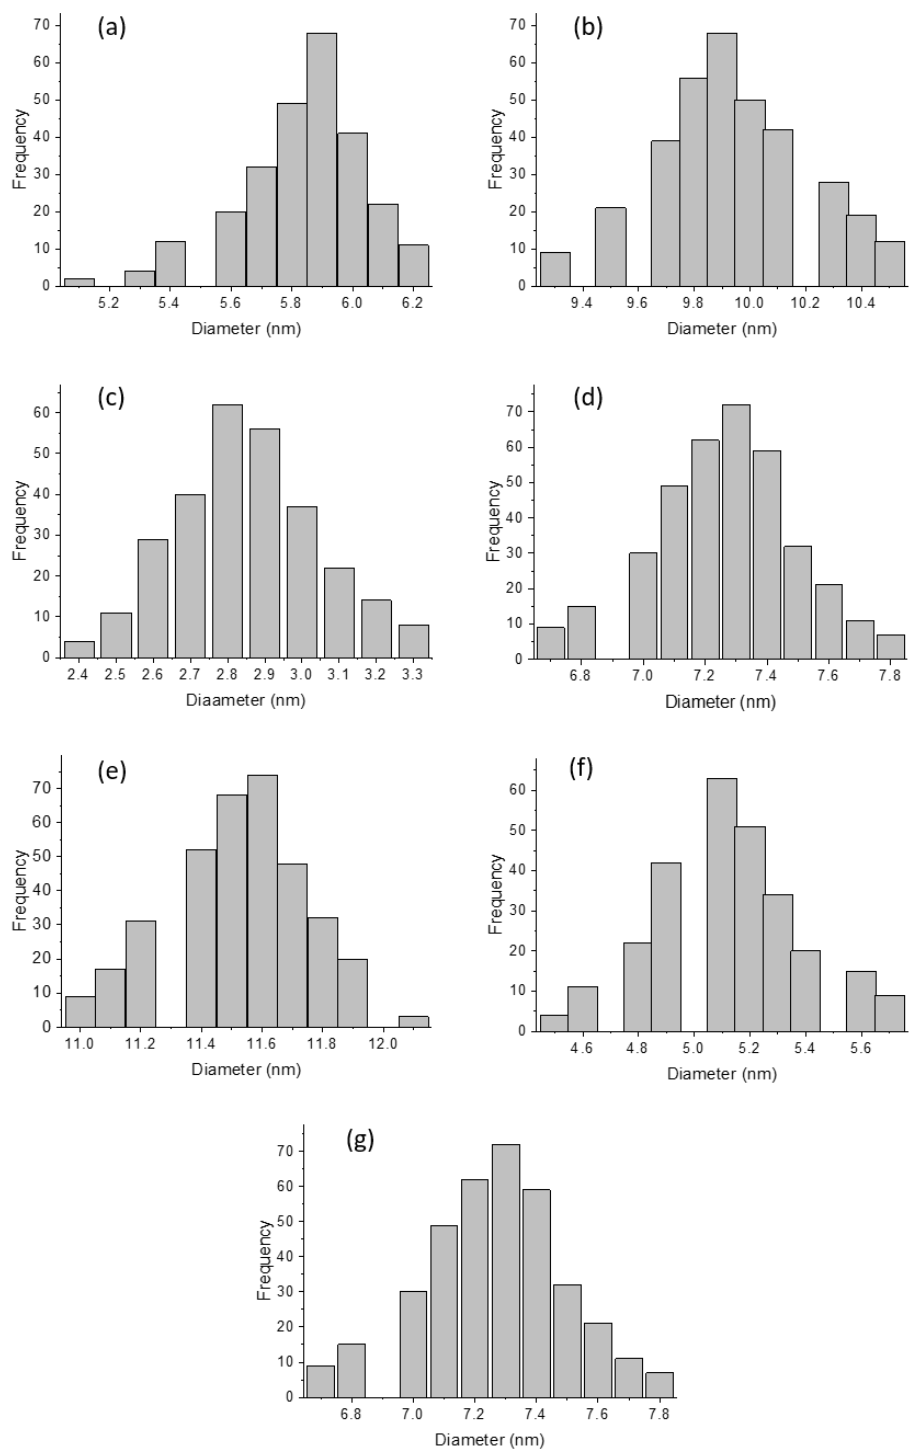 (a)
Frequency
70
60
50
40
30
20
10
0
5.2 5.4 5.6 5.8 6.0 6.2
Diameter (nm)
(b)
Frequency
70
60
50
40
30
20
10
0
9.4 9.6 9.8 10.0 10.2 10.4
Diameter (nm)
(c)
Frequency
60
50
40
30
20
10
0
2.4 2.5 2.6 2.7 2.8 2.9 3.0 3.1 3.2 3.3
Diaameter (nm)
(d)
Frequency
70
60
50
40
30
20
10
0
6.8 7.0 7.2 7.4 7.6 7.8
Diameter (nm)
(e)
Frequency
70
60
50
40
30
20
10
0
11.0 11.2 11.4 11.6 11.8 12.0
Diameter (nm)
(f)
Frequency
60
50
40
30
20
10
0
4.6 4.8 5.0 5.2 5.4 5.6
Diameter (nm)
(g)
Frequency
70
60
50
40
30
20
10
0
6.8 7.0 7.2 7.4 7.6 7.8
Diameter (nm)